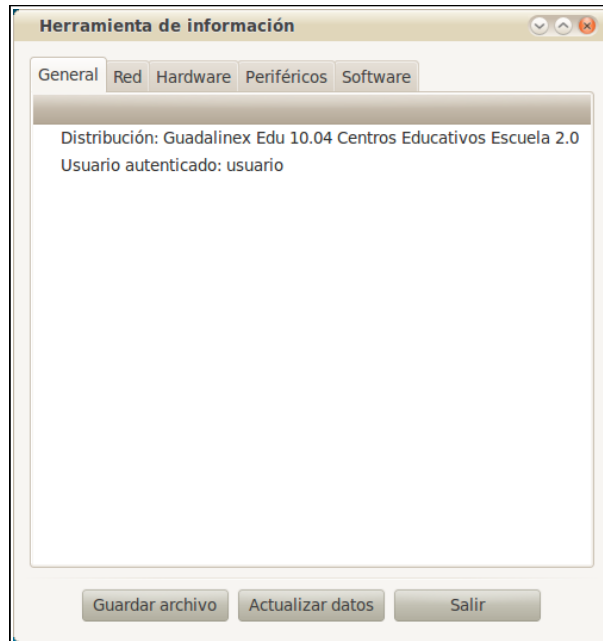 Herramienta de información
General Red Hardware Periféricos Software
Distribución: Guadalinex Edu 10.04 Centros Educativos Escuela 2.0
Usuario autenticado: usuario
Guardar archivo Actualizar datos Salir